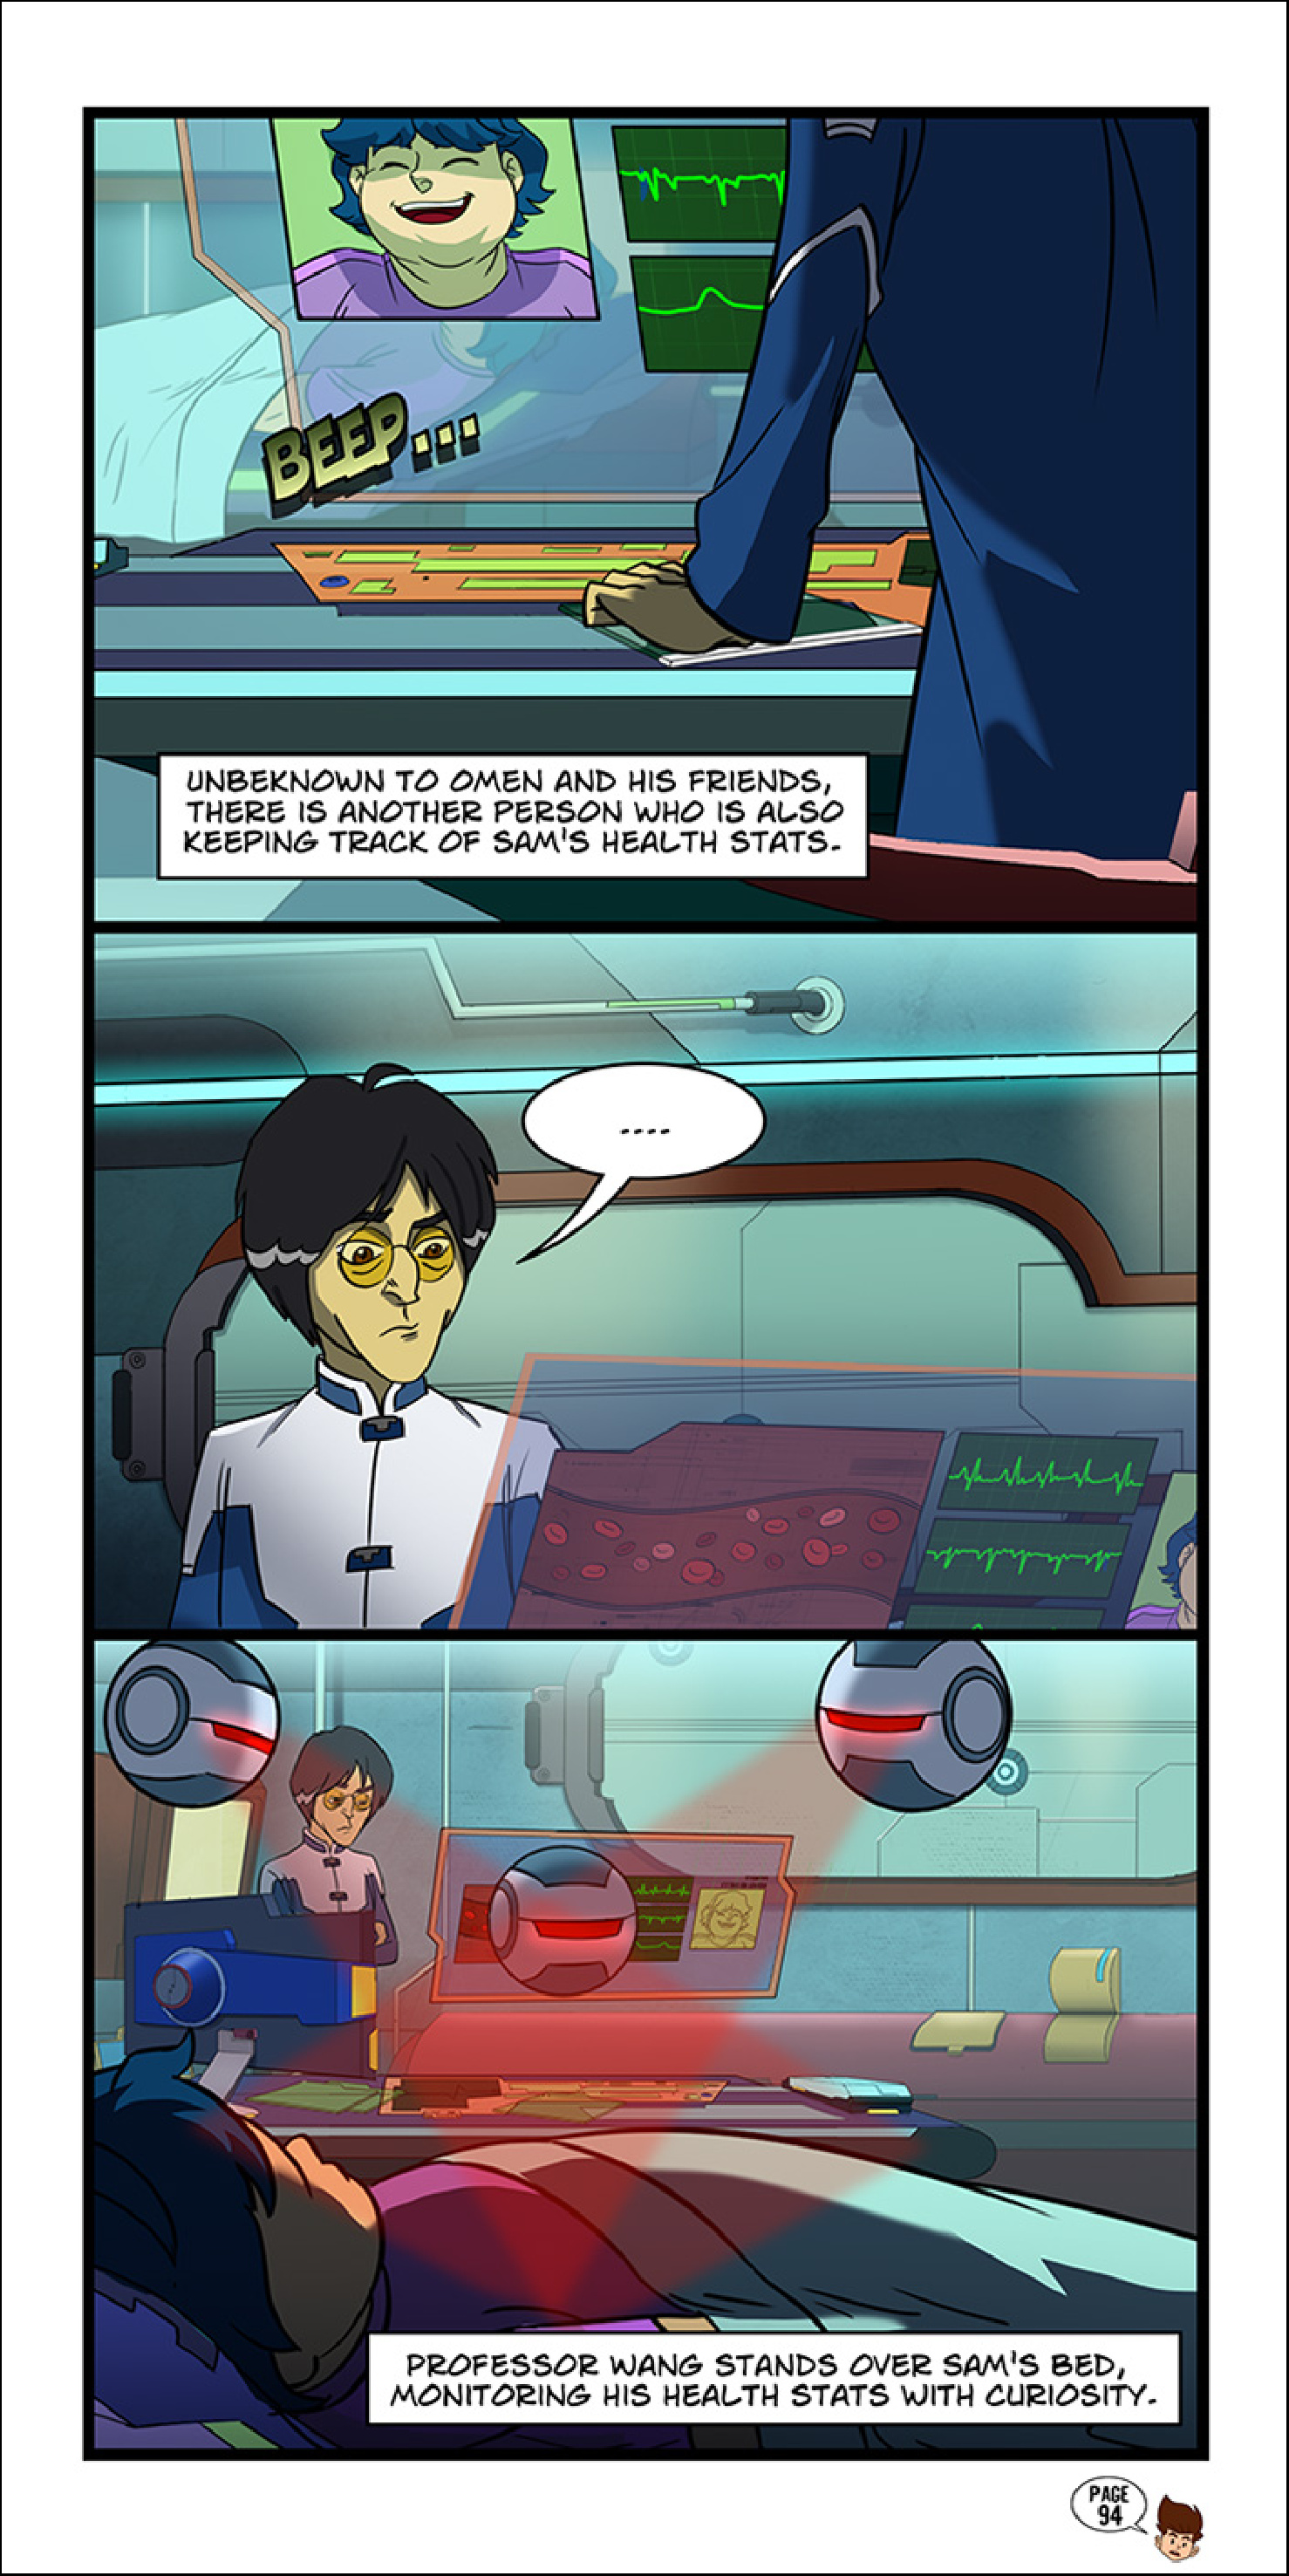 BEEP...
UNBEKNOWN TO OMEN AND HIS FRIENDS,
THERE IS ANOTHER PERSON WHO IS ALSO
KEEPING TRACK OF SAM'S HEALTH STATS.
....
PROFESSOR WANG STANDS OVER SAM'S BED,
MONITORING HIS HEALTH STATS WITH CURIOSITY.
PAGE
94